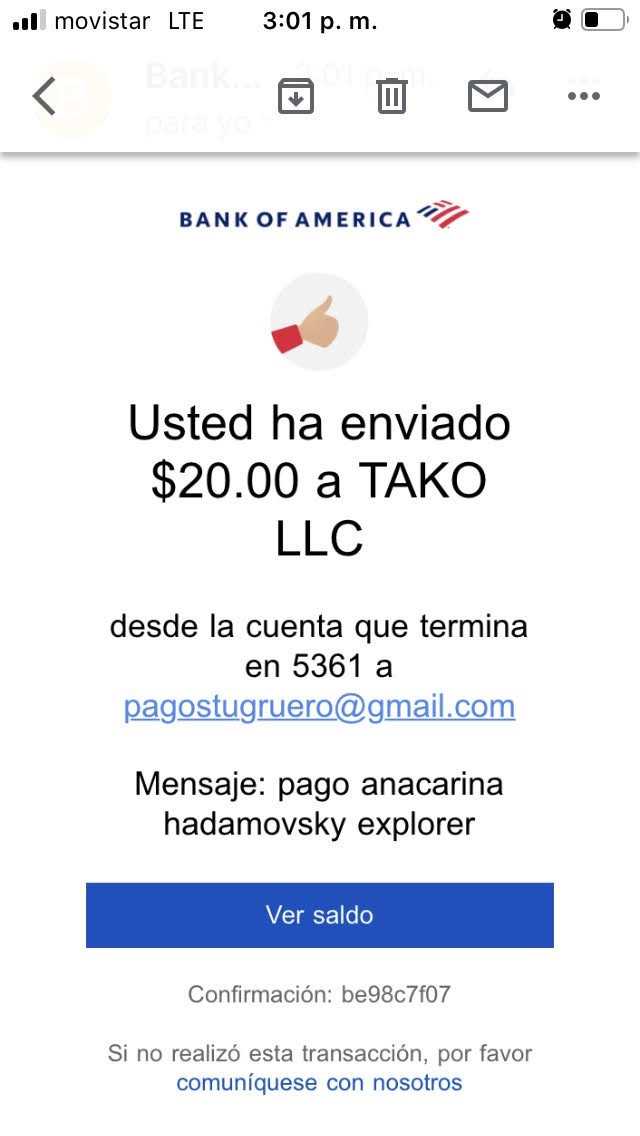 movistar LTE 3:01 p. m.
Bank... 3:01 p. m.
para yo
BANK OF AMERICA
Usted ha enviado
$20.00 a TAKO
LLC
desde la cuenta que termina
en 5361 a
pagostugruero@gmail.com
Mensaje: pago anacarina
hadamovsky explorer
Ver saldo
Confirmación: be98c7f07
Si no realizó esta transacción, por favor
comuníquese con nosotros